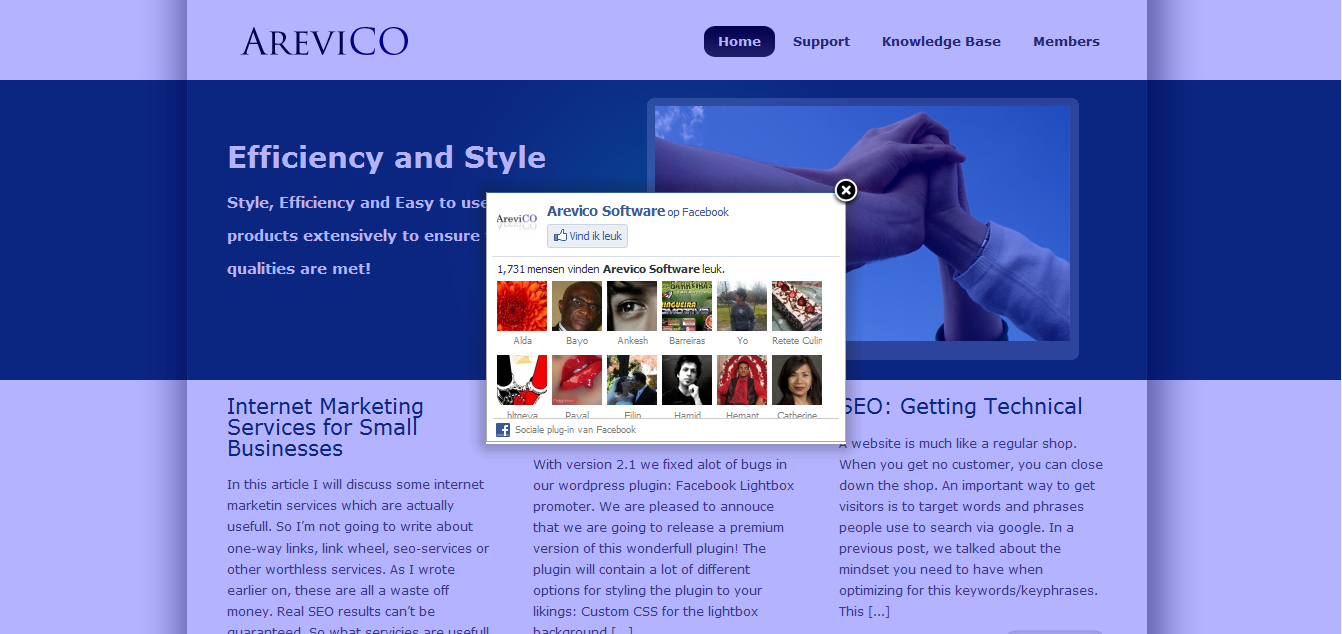 AREVICO
Home
Support
Knowledge Base
Members
Efficiency and Style
Style, Efficiency and Easy to use
products extensively to ensure
qualities are met!
AreviCO
Arevico Software op Facebook
Vind ik leuk
1,731 mensen vinden Arevico Software leuk.
Alda
Bayo
Ankesh
Barreiras
Yo
Retete Culin
Payal
Filip
Hamid
Hemant
Catherine
Sociale plug-in van Facebook
Internet Marketing
Services for Small
Businesses
In this article I will discuss some internet
marketin services which are actually
usefull. So I’m not going to write about
one-way links, link wheel, seo-services or
other worthless services. As I wrote
earlier on, these are all a waste off
money. Real SEO results can’t be
guaranteed. So what servicies are usefull
With version 2.1 we fixed alot of bugs in
our wordpress plugin: Facebook Lightbox
promoter. We are pleased to annouce
that we are going to release a premium
version of this wonderfull plugin! The
plugin will contain a lot of different
options for styling the plugin to your
likings: Custom CSS for the lightbox
background [...]
SEO: Getting Technical
A website is much like a regular shop.
When you get no customer, you can close
down the shop. An important way to get
visitors is to target words and phrases
people use to search via google. In a
previous post, we talked about the
mindset you need to have when
optimizing for this keywords/keyphrases.
This [...]